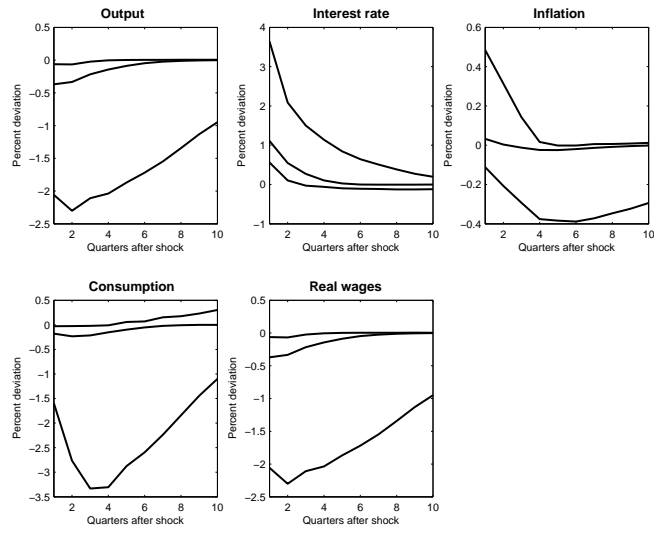 Output
Percent deviation
0.5
0
−0.5
−1
−1.5
−2
−2.5
2 4 6 8 10
Quarters after shock
Interest rate
Percent deviation
4
3
2
1
0
−1
2 4 6 8 10
Quarters after shock
Inflation
Percent deviation
0.6
0.4
0.2
0
−0.2
−0.4
2 4 6 8 10
Quarters after shock
Consumption
Percent deviation
0.5
0
−0.5
−1
−1.5
−2
−2.5
−3
−3.5
2 4 6 8 10
Quarters after shock
Real wages
Percent deviation
0.5
0
−0.5
−1
−1.5
−2
−2.5
2 4 6 8 10
Quarters after shock